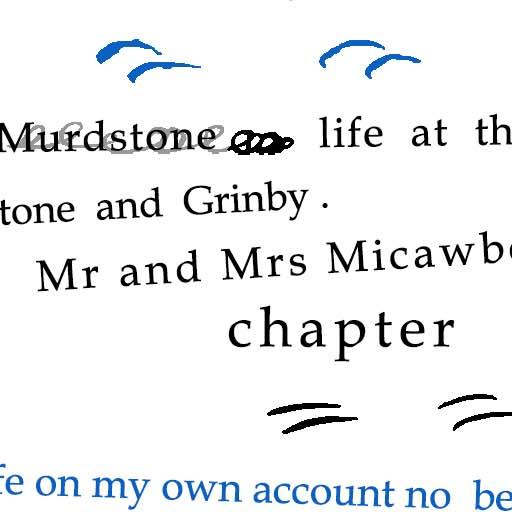 Murdstone life at th
tone and Grinby .
Mr and Mrs Micawb
chapter
fe on my own account no be